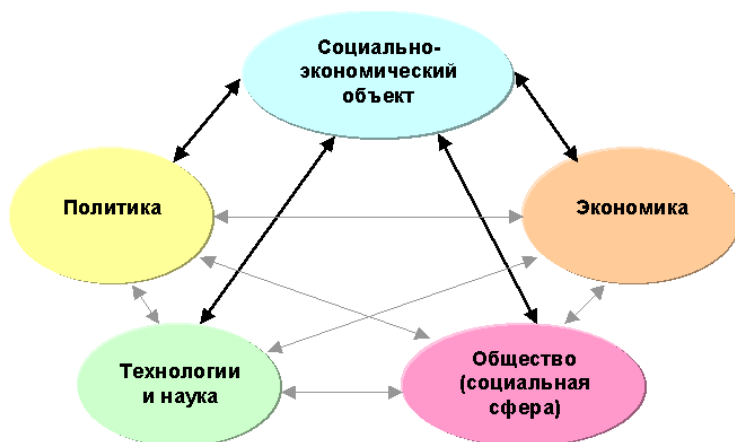 Социально-
экономический
объект
Политика
Экономика
Технологии
и наука
Общество
(социальная
сфера)